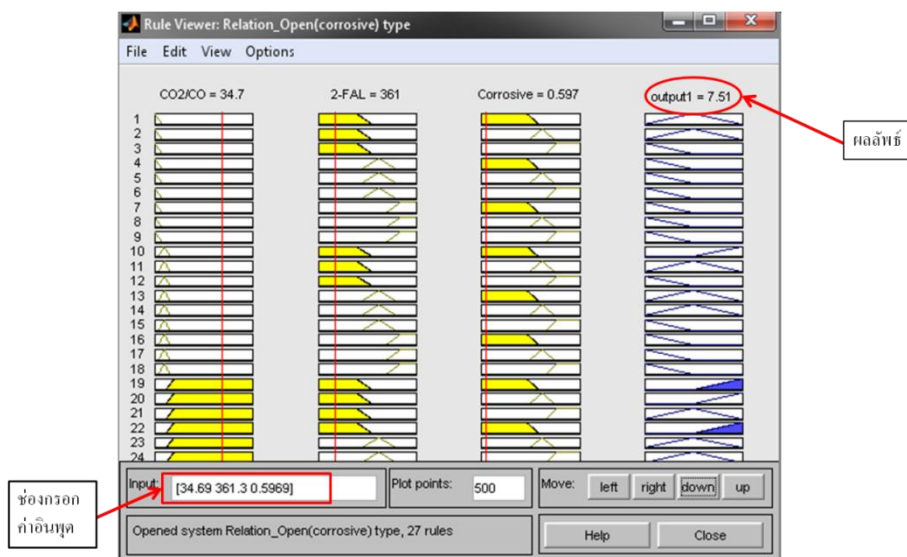 Rule Viewer: Relation_Open(corrosive) type
File Edit View Options
CO2/CO = 34.7
2-FAL = 361
Corrosive = 0.597
output1 = 7.51
ผลลัพธ์
1
2
3
4
5
6
7
8
9
10
11
12
13
14
15
16
17
18
19
20
21
22
23
24
ช่องกรอก
ค่าอินพุต
Input:
[34.69 361.3 0.5969]
Plot points:
500
Move:
left
right
down
up
Opened system Relation_Open(corrosive) type, 27 rules
Help
Close